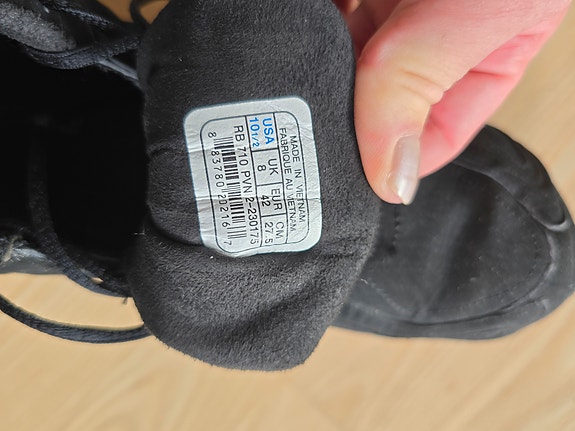 MADE IN VIETNAM
FABRIQUE AU VIETNAM
USA UK EUR CM
10 1/2 8 42 27.5
RB 710 PVN 2-230175
8 83780 20216 7